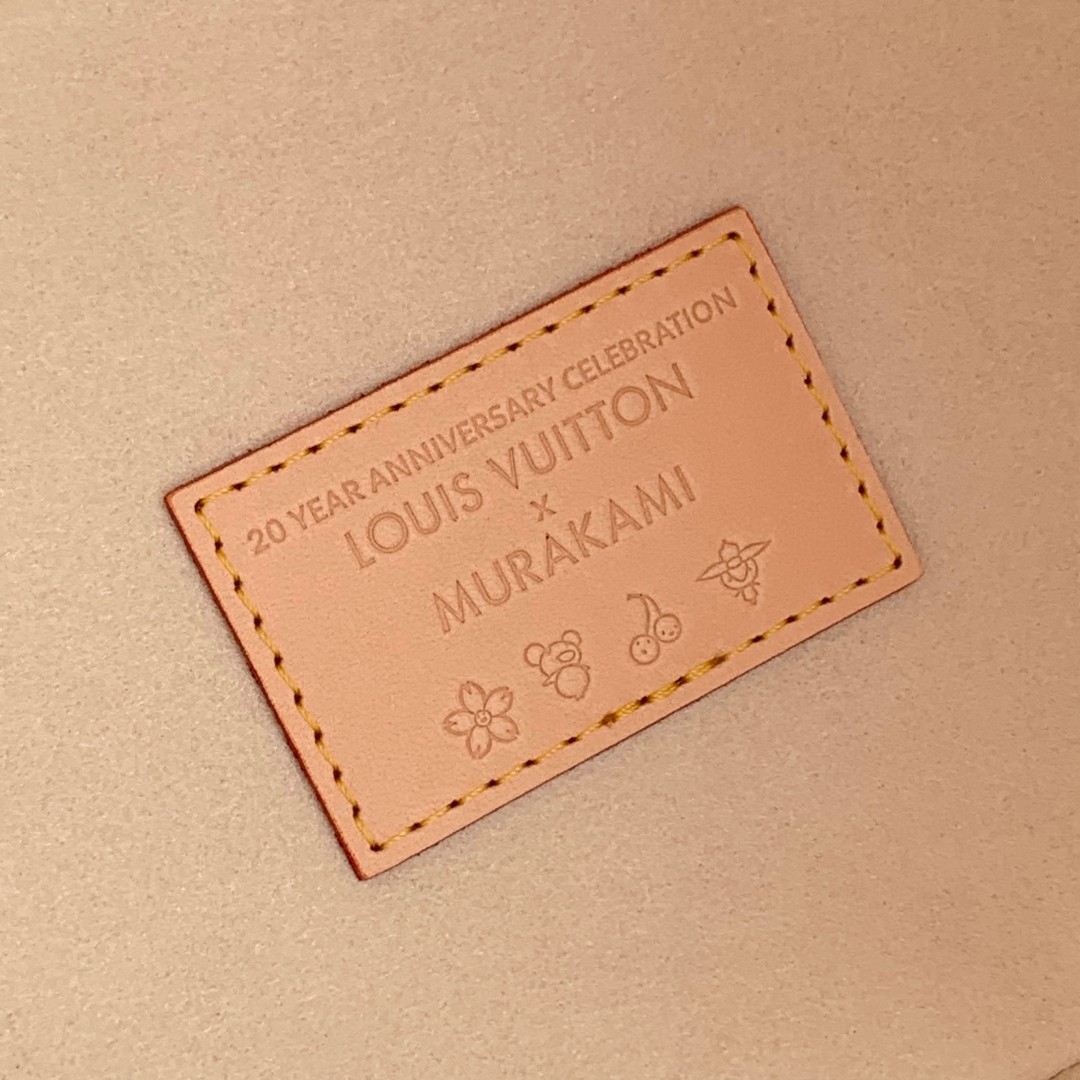 20 YEAR ANNIVERSARY CELEBRATION
LOUIS VUITTON
x
MURAKAMI